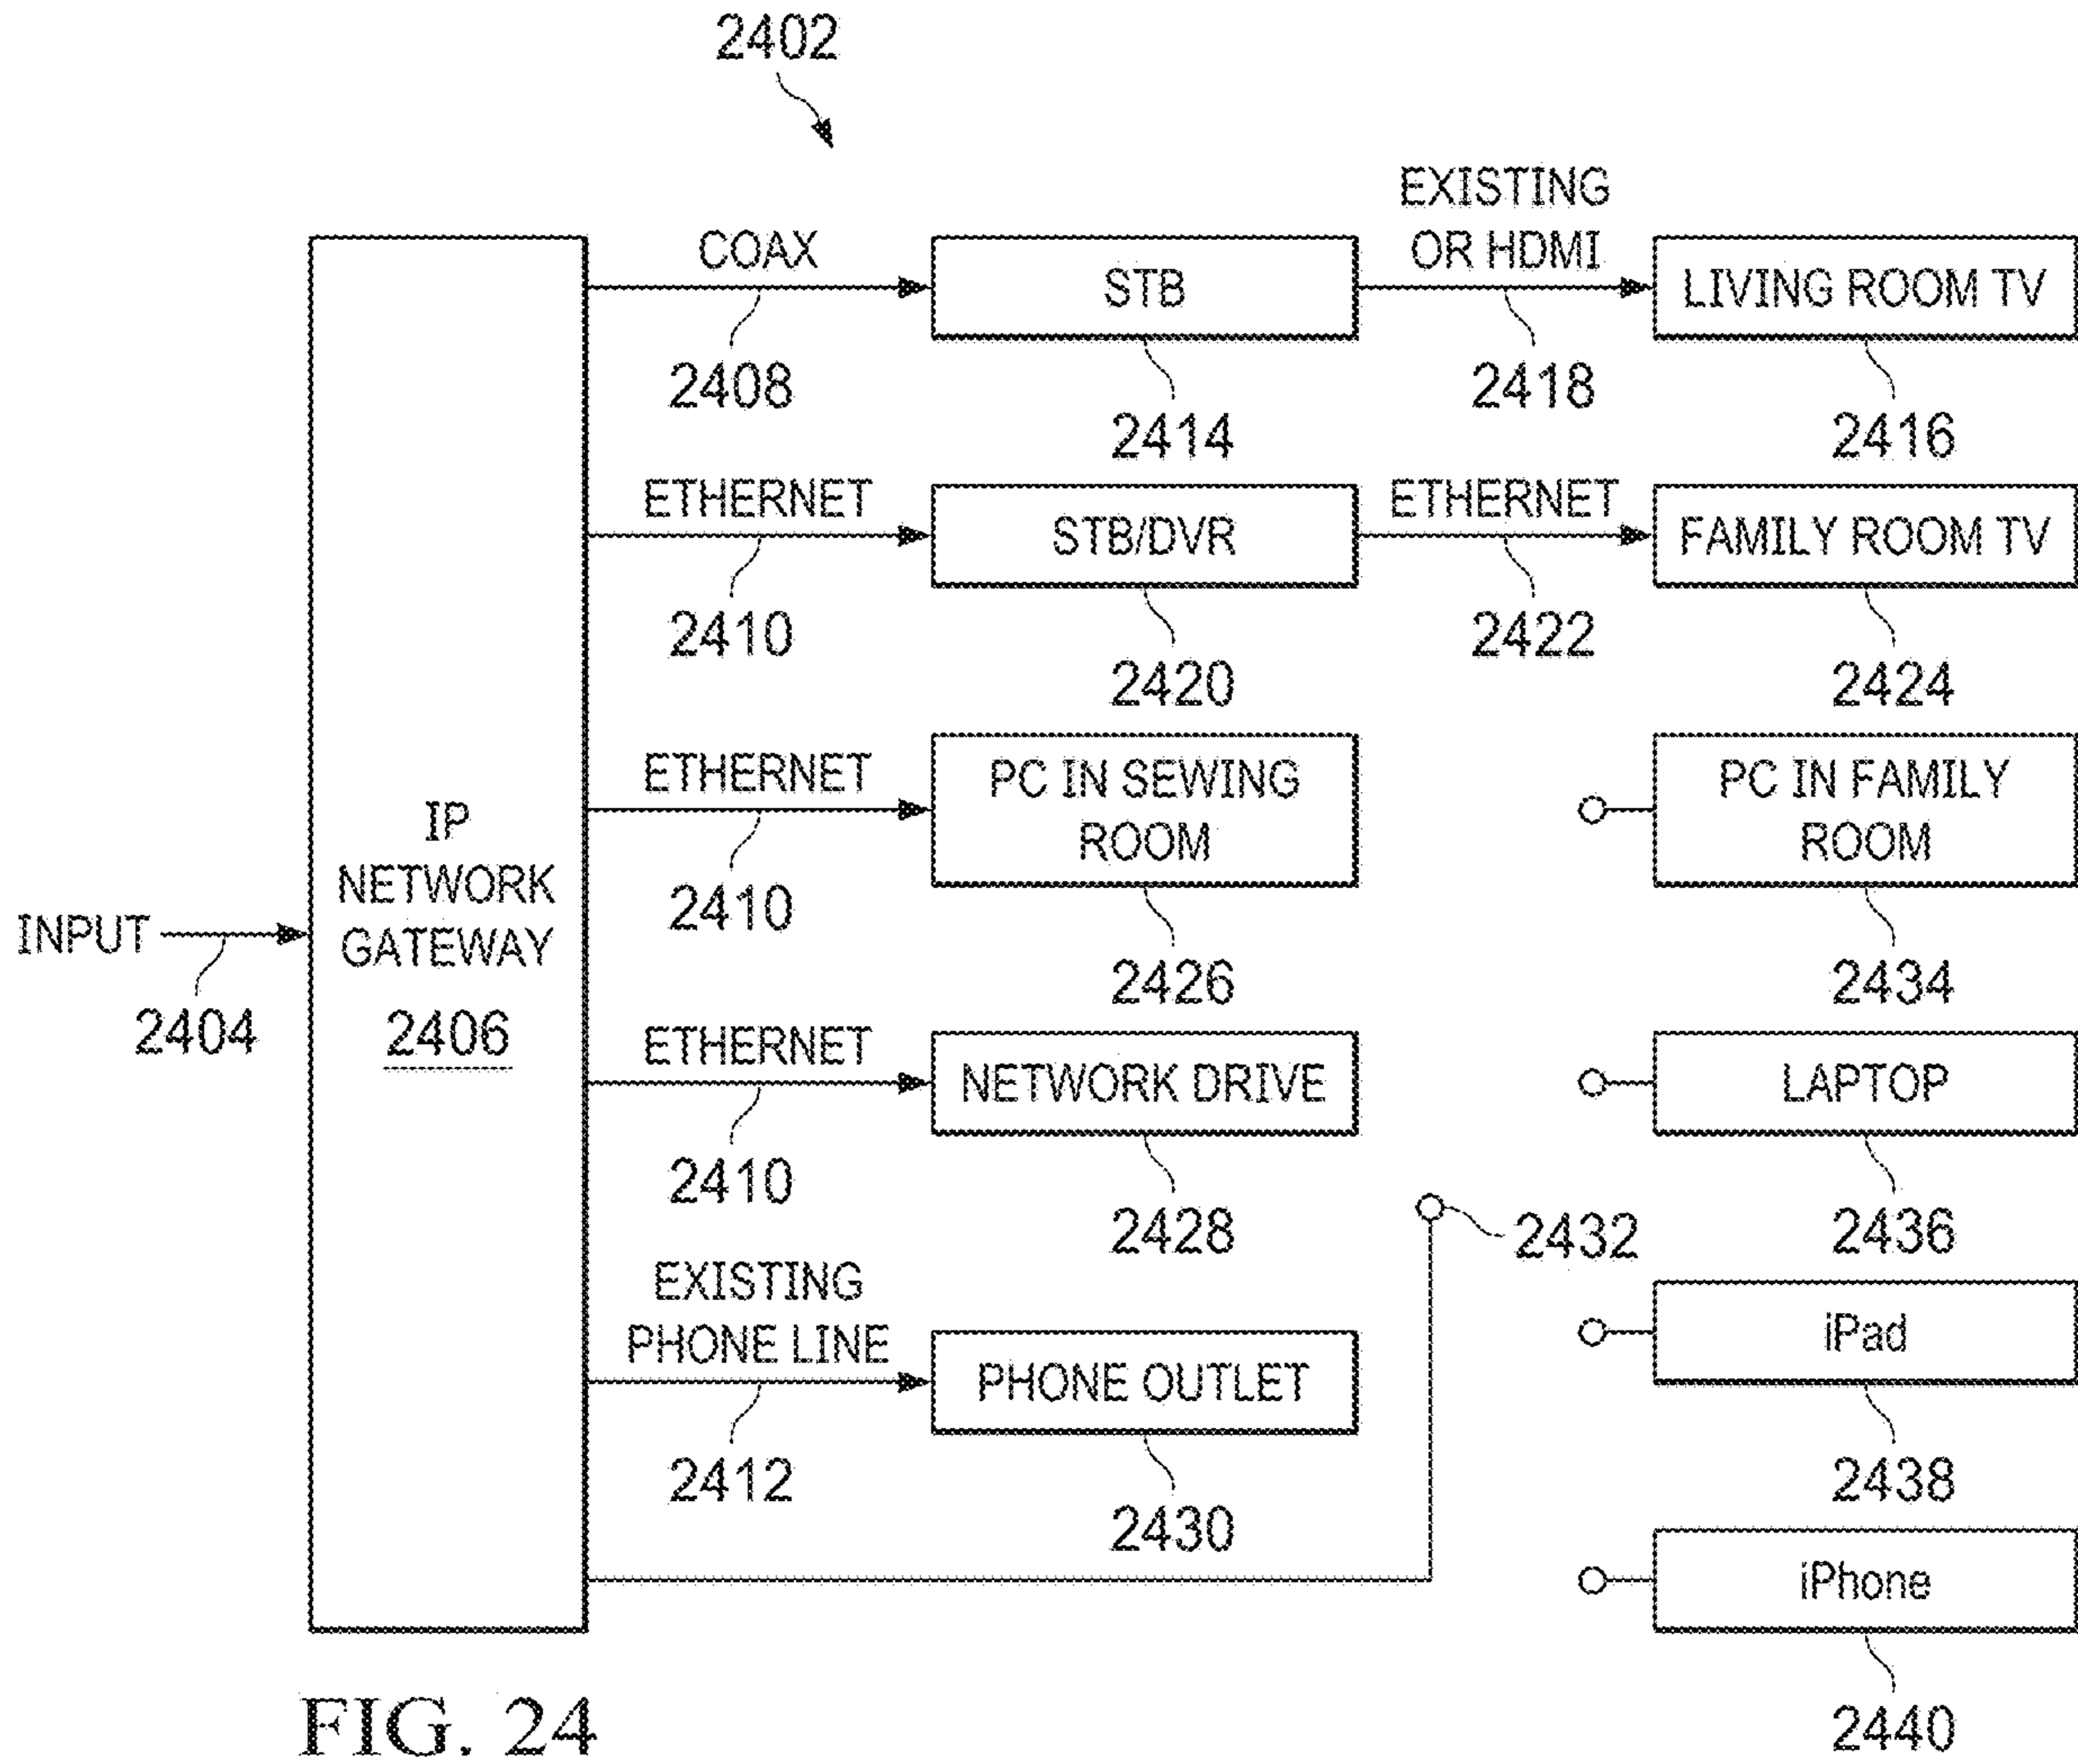 2402
EXISTING
OR HDMI
COAX
STB
LIVING ROOM TV
2408
2418
2414
2416
ETHERNET
ETHERNET
STB/DVR
FAMILY ROOM TV
2410
2422
2420
2424
ETHERNET
PC IN SEWING
ROOM
PC IN FAMILY
ROOM
2410
2426
2434
INPUT
2404
IP
NETWORK
GATEWAY
2406
ETHERNET
NETWORK DRIVE
LAPTOP
2410
2428
2432
2436
EXISTING
PHONE LINE
PHONE OUTLET
iPad
2412
2430
2438
iPhone
2440
FIG. 24